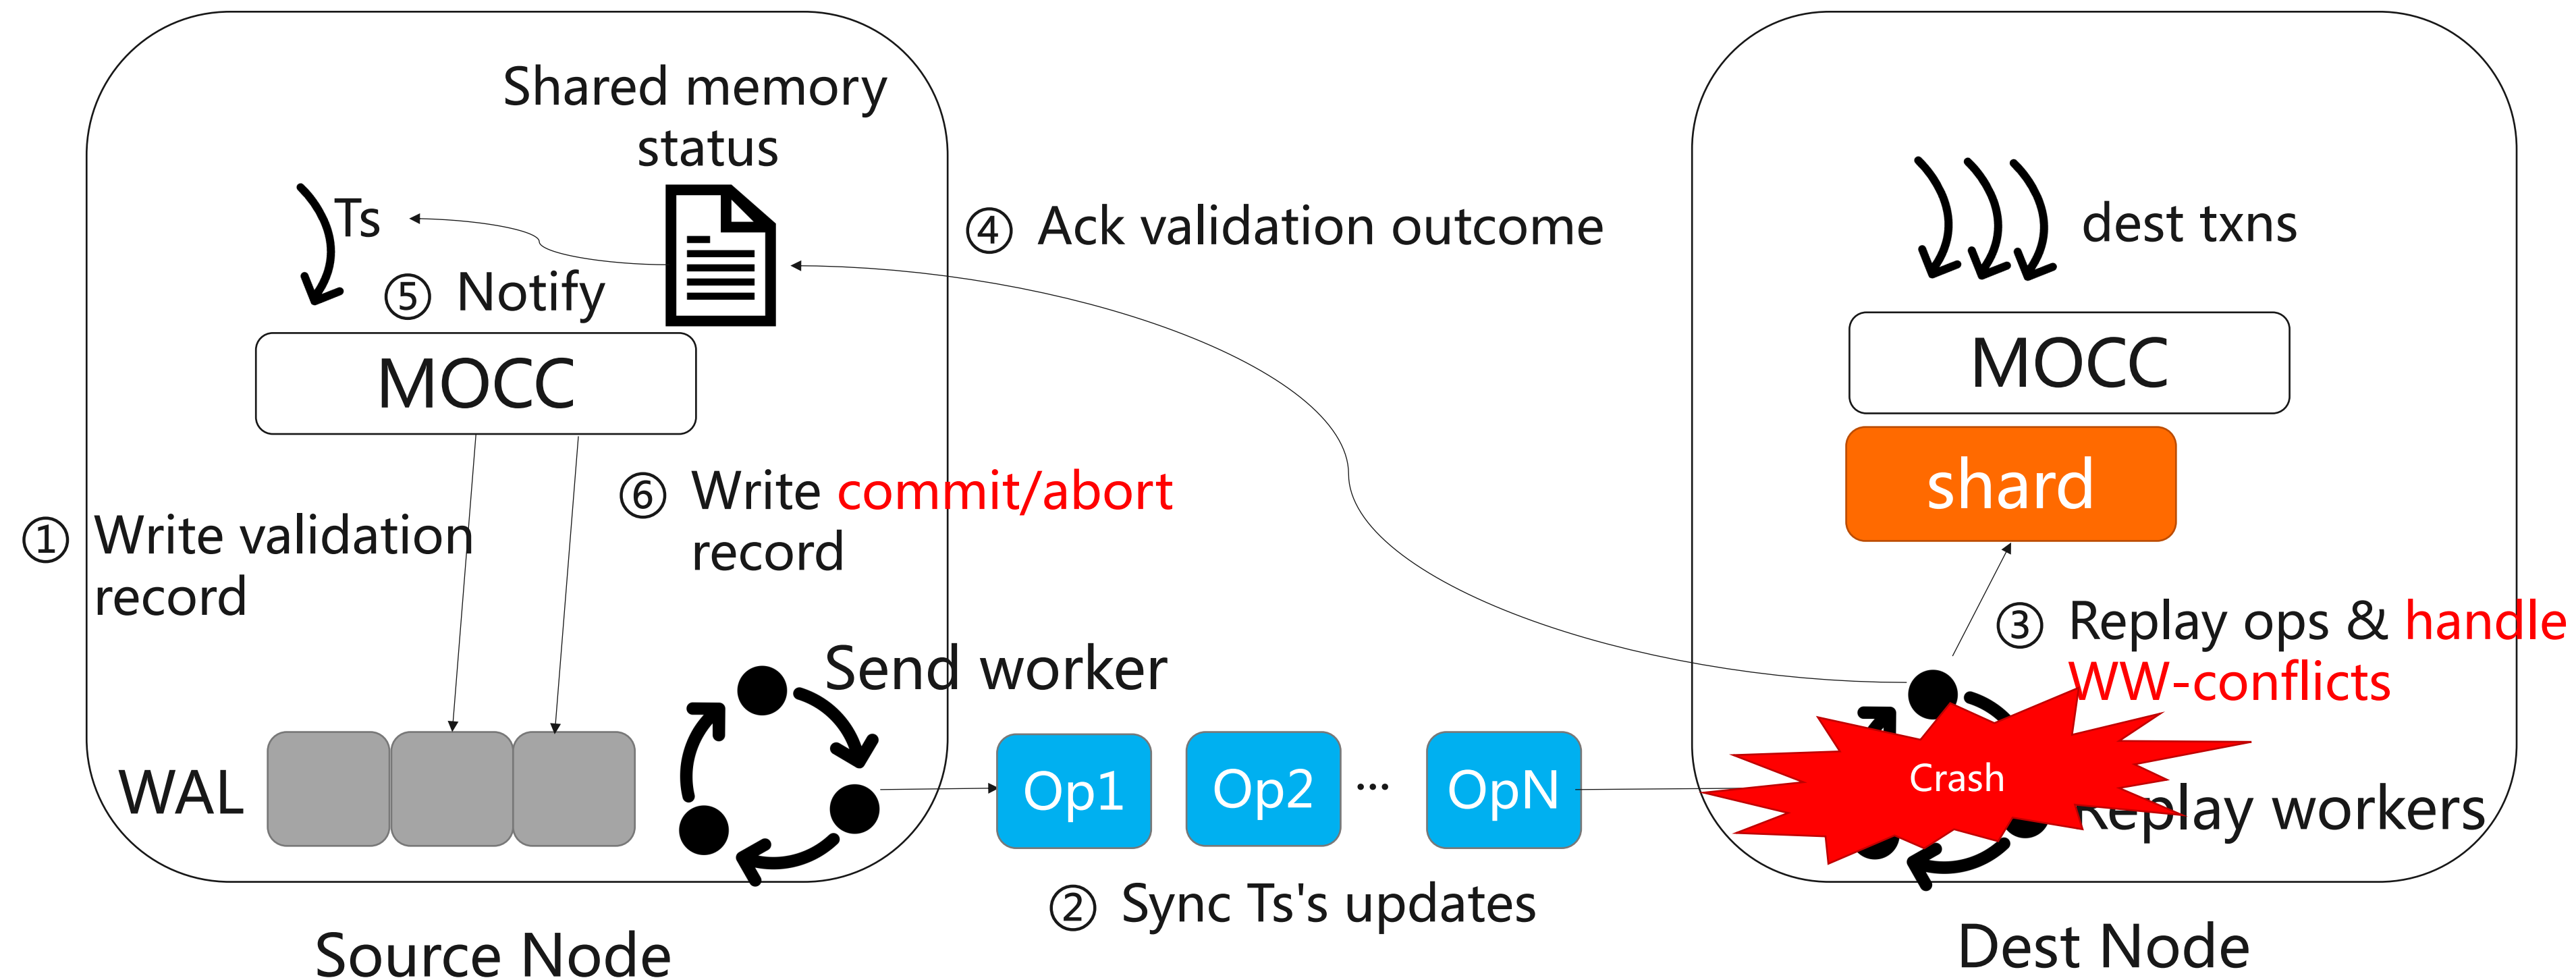 Shared memory
status
Ts
④ Ack validation outcome
dest txns
⑤ Notify
MOCC
MOCC
shard
⑥ Write commit/abort
record
① Write validation
record
③ Replay ops & handle
WW-conflicts
Send worker
WAL
Op1
Op2
...
OpN
Crash
Replay workers
② Sync Ts's updates
Source Node
Dest Node